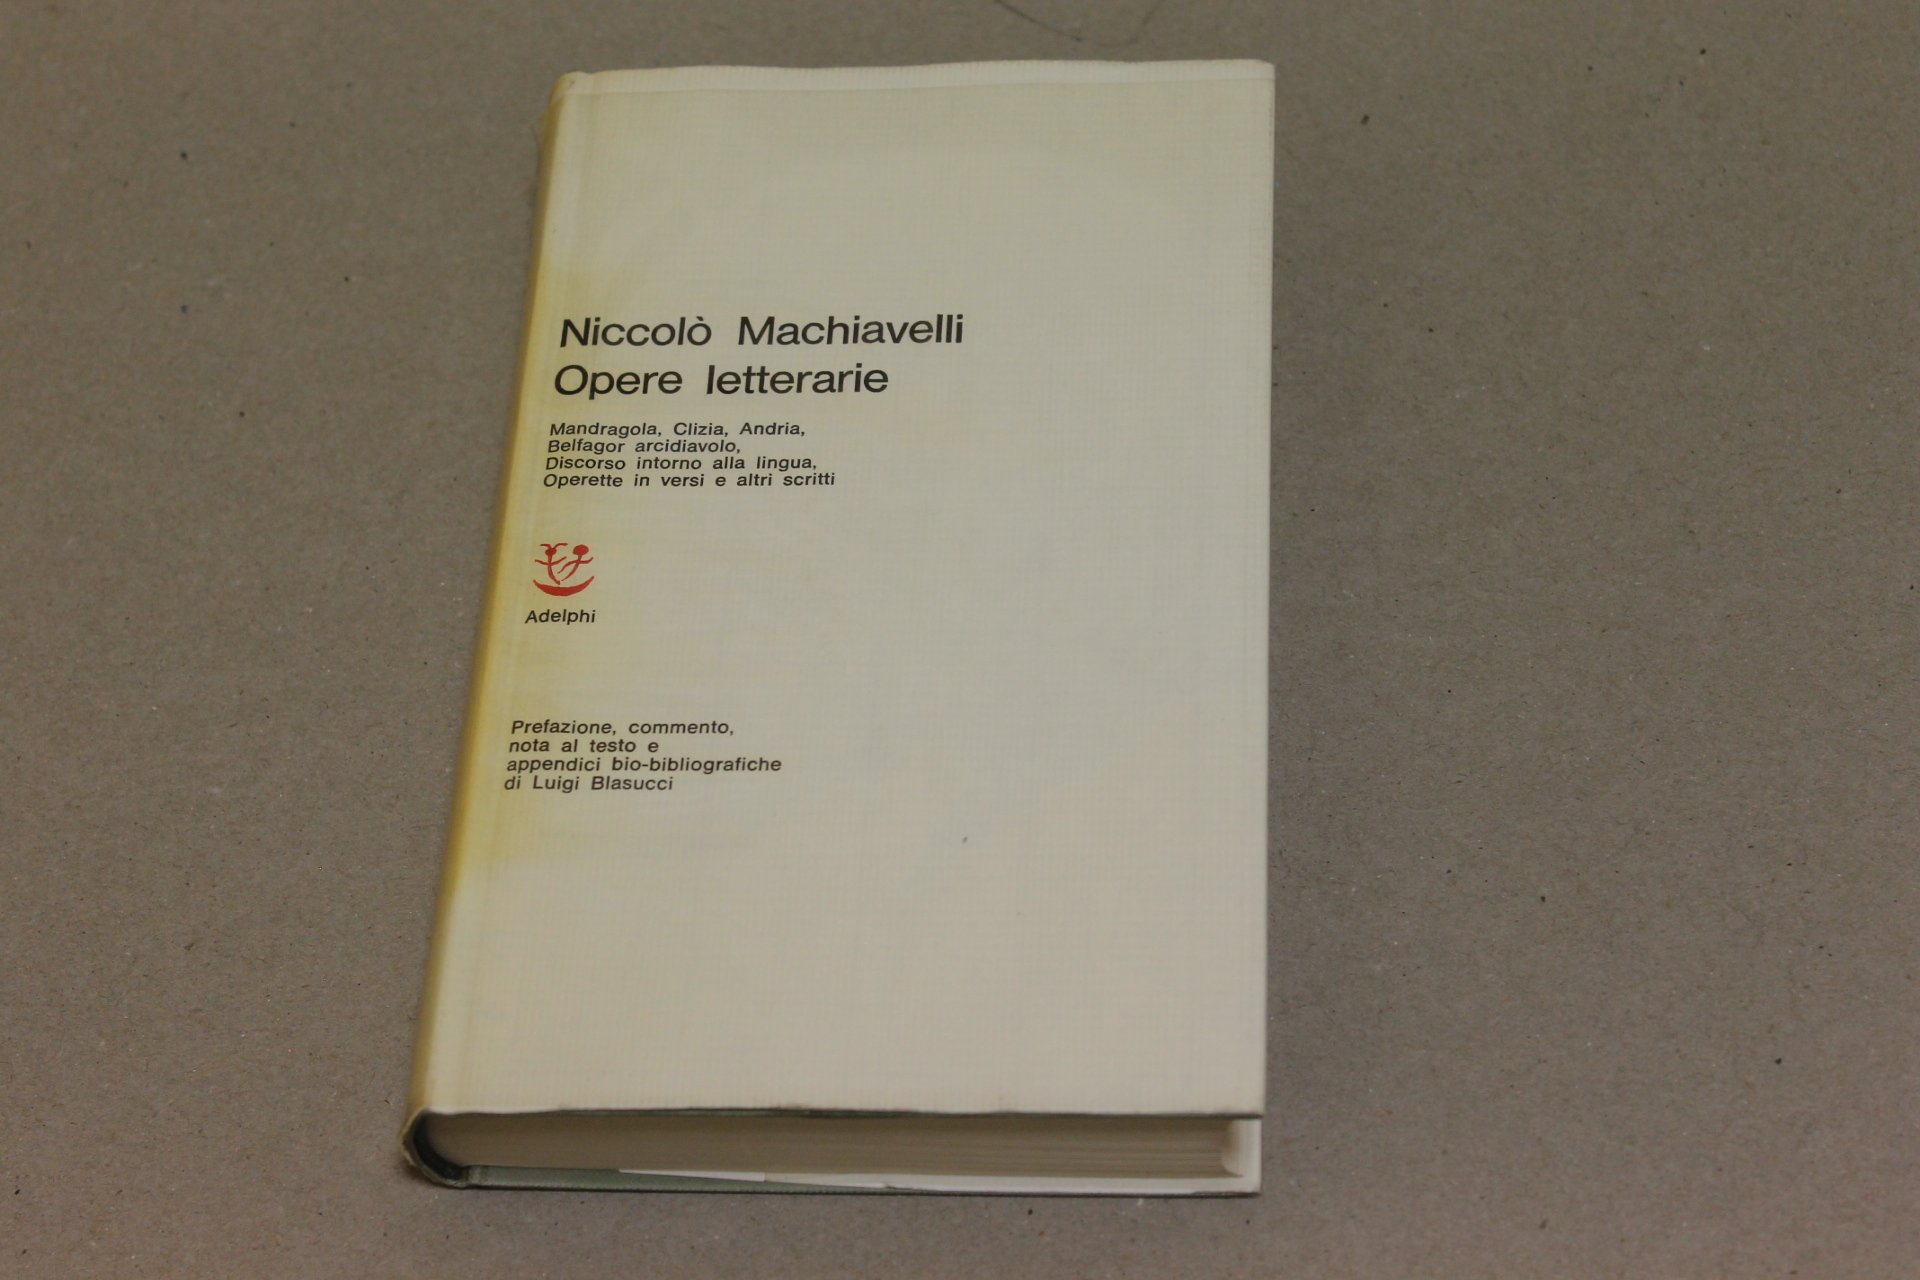 Niccolò Machiavelli
Opere letterarie
Mandragola, Clizia, Andria,
Belfagor arcidiavolo,
Discorso intorno alla lingua,
Operette in versi e altri scritti
Adelphi
Prefazione, commento,
nota al testo e
appendici bio-bibliografiche
di Luigi Blasucci